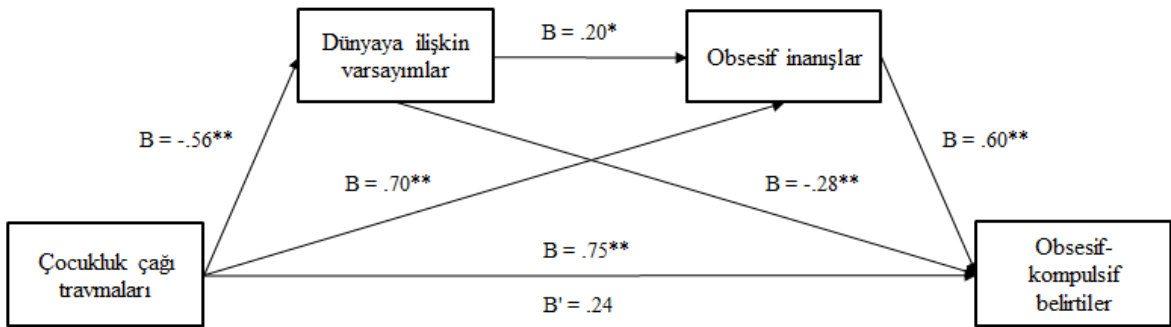 Dünyaya ilişkin
varsayımlar
B = .20*
Obsesif inanışlar
B = -.56**
B = .70**
B = -.28**
B = .60**
Çocukluk çağı
travmaları
B = .75**
B' = .24
Obsesif-
kompulsif
belirtiler